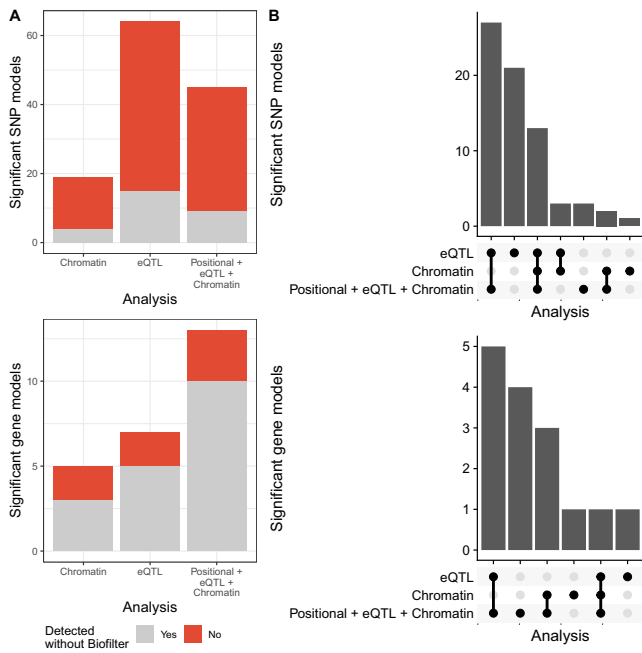 A
Significant SNP models
60
40
20
0
Chromatin
eQTL
Positional +
eQTL +
Chromatin
Analysis
Significant gene models
10
5
0
Chromatin
eQTL
Positional +
eQTL +
Chromatin
Analysis
Detected
without Biofilter
Yes
No
B
Significant SNP models
20
10
0
eQTL
Chromatin
Positional + eQTL + Chromatin
Analysis
Significant gene models
5
4
3
2
1
0
eQTL
Chromatin
Positional + eQTL + Chromatin
Analysis